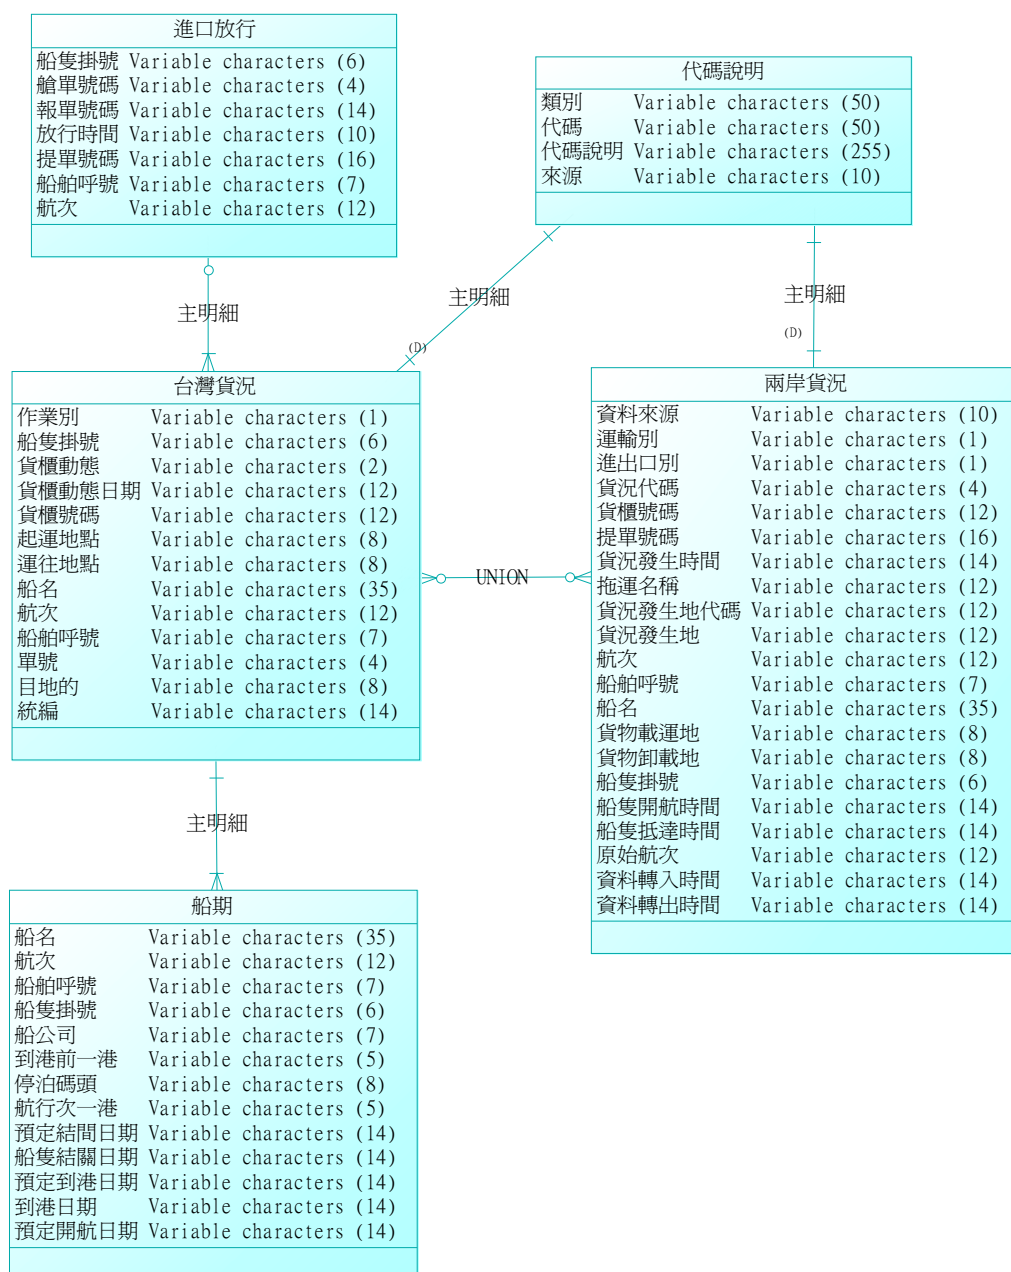 進口放行
船隻掛號 Variable characters (6)
艙單號碼 Variable characters (4)
報單號碼 Variable characters (14)
放行時間 Variable characters (10)
提單號碼 Variable characters (16)
船舶呼號 Variable characters (7)
航次 Variable characters (12)
代碼說明
類別 Variable characters (50)
代碼 Variable characters (50)
代碼說明 Variable characters (255)
來源 Variable characters (10)
主明細
主明細
主明細
(D)
(D)
台灣貨況
作業別 Variable characters (1)
船隻掛號 Variable characters (6)
貨櫃動態 Variable characters (2)
貨櫃動態日期 Variable characters (12)
貨櫃號碼 Variable characters (12)
起運地點 Variable characters (8)
運往地點 Variable characters (8)
船名 Variable characters (35)
航次 Variable characters (12)
船舶呼號 Variable characters (7)
單號 Variable characters (4)
目地的 Variable characters (8)
統編 Variable characters (14)
UNION
兩岸貨況
資料來源 Variable characters (10)
運輸別 Variable characters (1)
進出口別 Variable characters (1)
貨況代碼 Variable characters (4)
貨櫃號碼 Variable characters (12)
提單號碼 Variable characters (16)
貨況發生時間 Variable characters (14)
拖運名稱 Variable characters (12)
貨況發生地代碼 Variable characters (12)
貨況發生地 Variable characters (12)
航次 Variable characters (12)
船舶呼號 Variable characters (7)
船名 Variable characters (35)
貨物載運地 Variable characters (8)
貨物卸載地 Variable characters (8)
船隻掛號 Variable characters (6)
船隻開航時間 Variable characters (14)
船隻抵達時間 Variable characters (14)
原始航次 Variable characters (12)
資料轉入時間 Variable characters (14)
資料轉出時間 Variable characters (14)
主明細
船期
船名 Variable characters (35)
航次 Variable characters (12)
船舶呼號 Variable characters (7)
船隻掛號 Variable characters (6)
船公司 Variable characters (7)
到港前一港 Variable characters (5)
停泊碼頭 Variable characters (8)
航行次一港 Variable characters (5)
預定結間日期 Variable characters (14)
船隻結關日期 Variable characters (14)
預定到港日期 Variable characters (14)
到港日期 Variable characters (14)
預定開航日期 Variable characters (14)